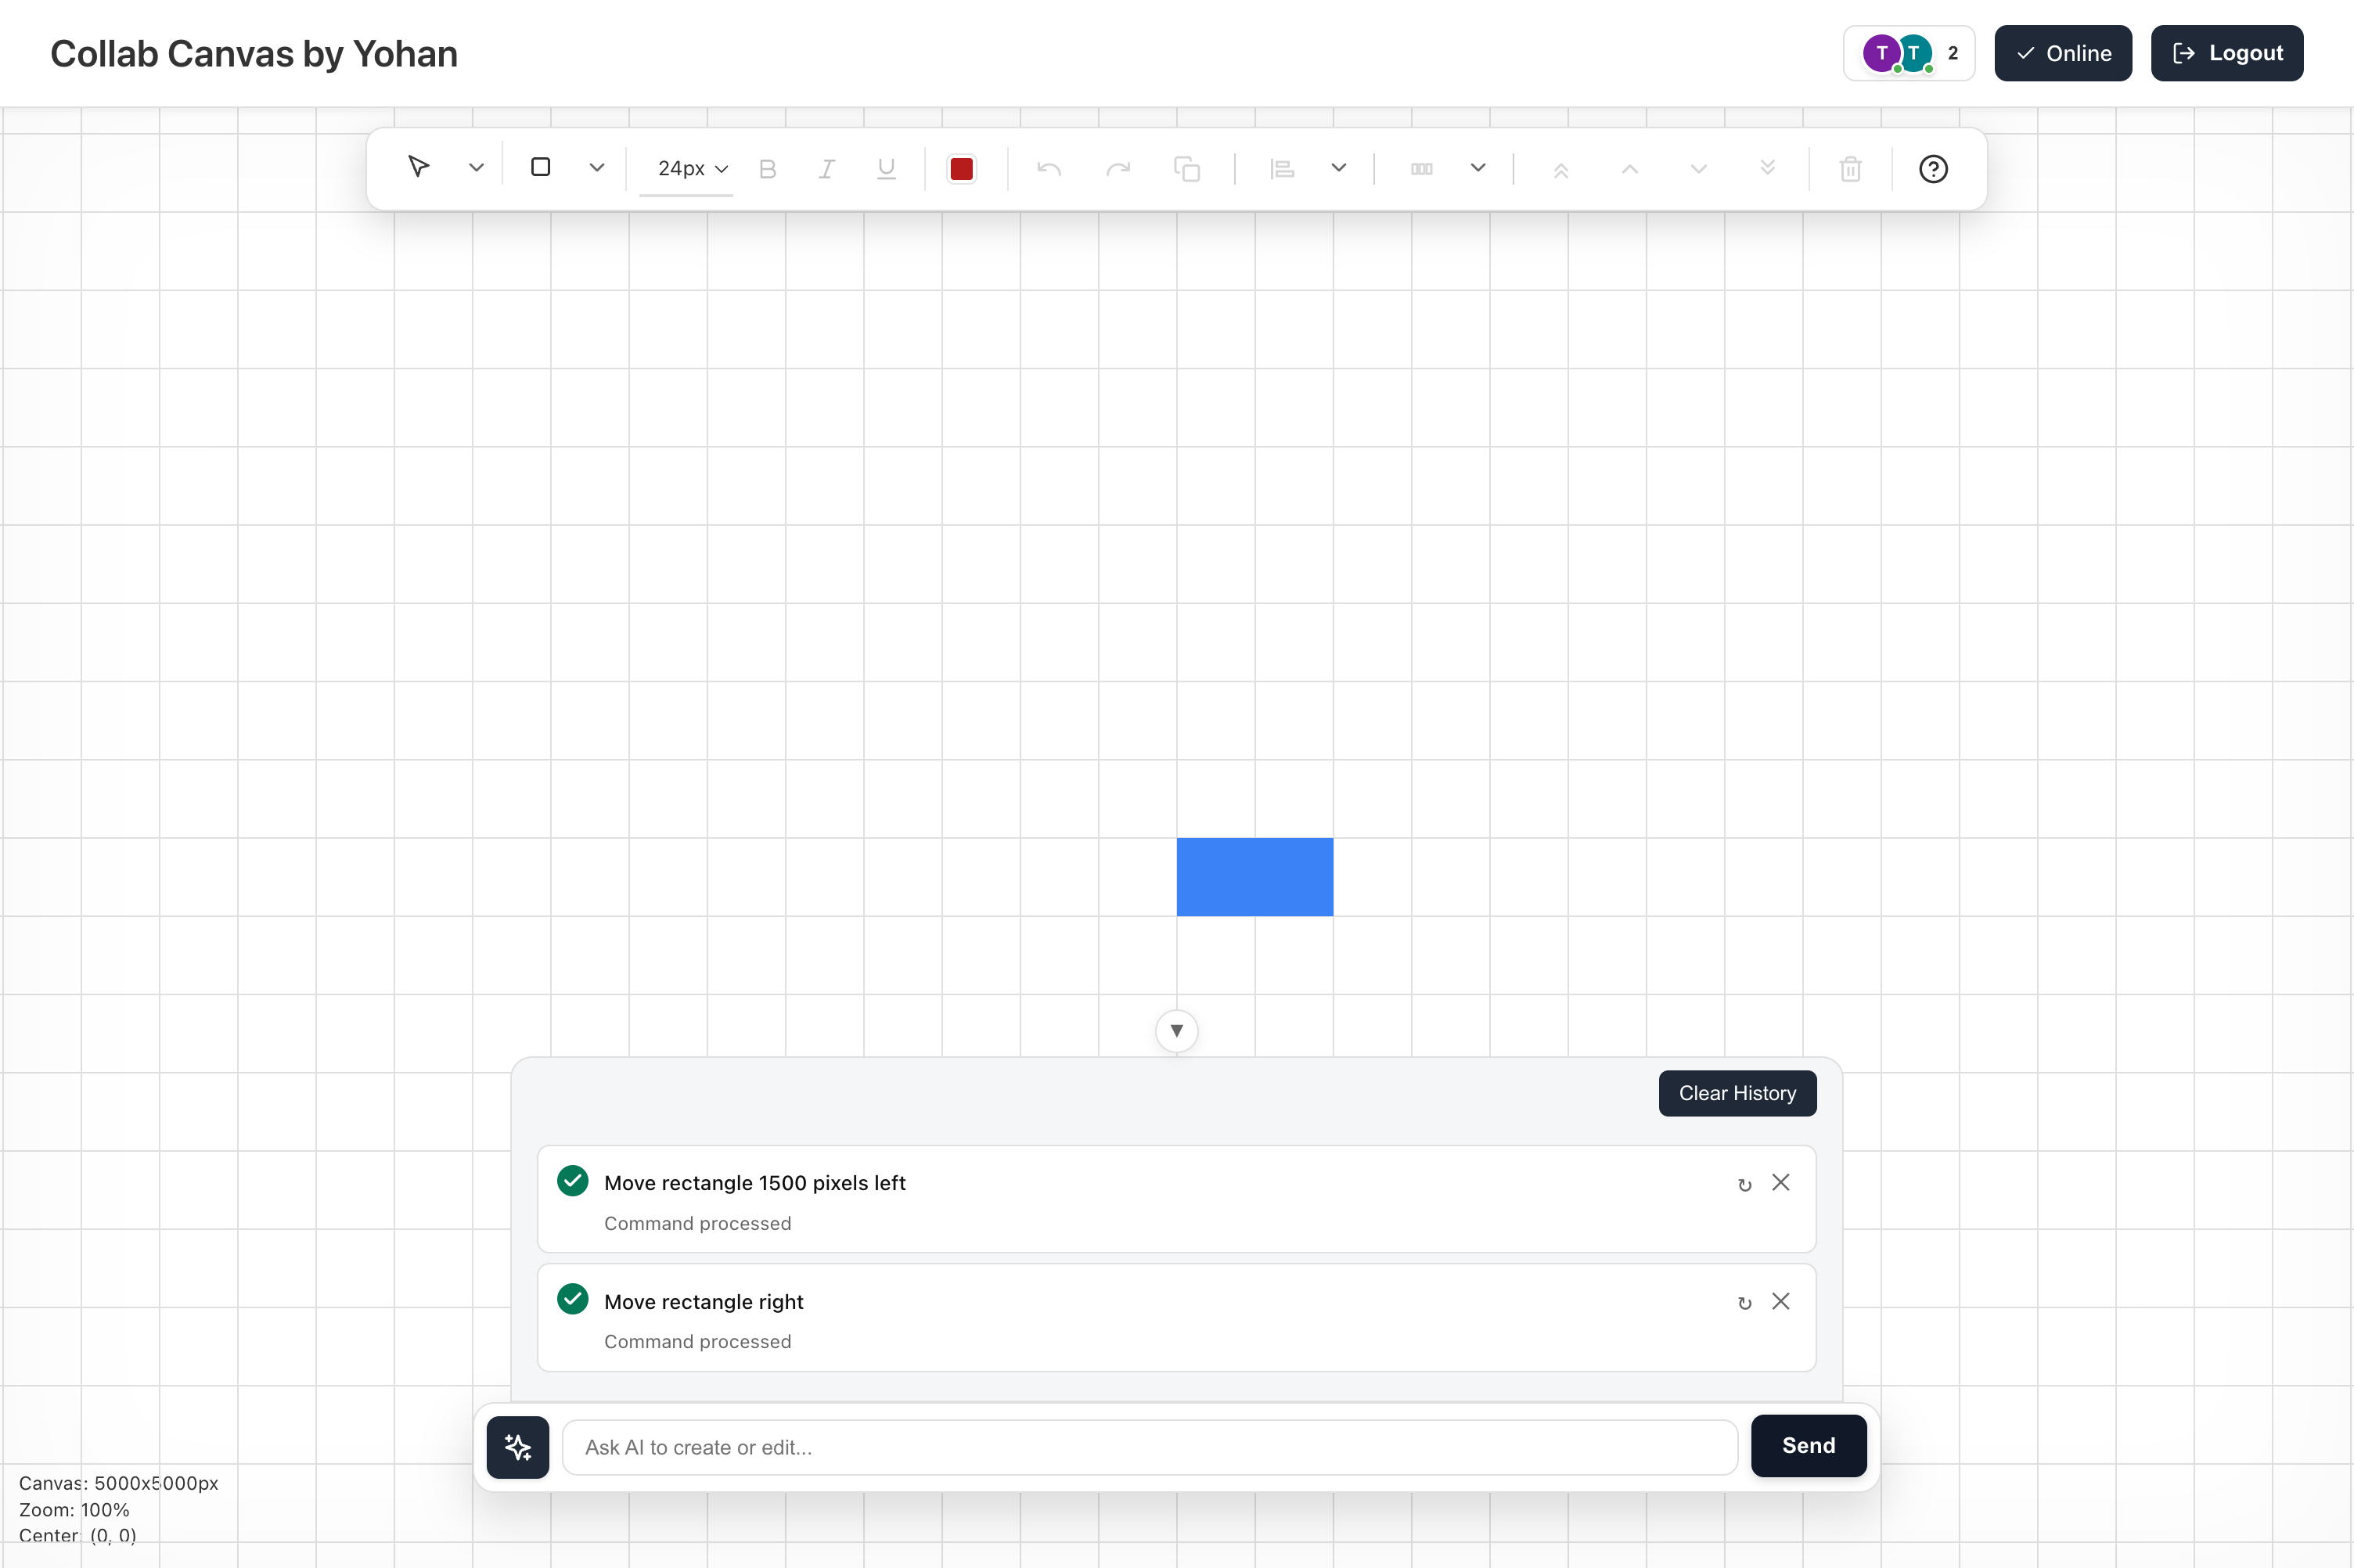 Collab Canvas by Yohan
T T 2
Online
Logout
24px
B I U
Clear History
Move rectangle 1500 pixels left
Command processed
Move rectangle right
Command processed
Ask AI to create or edit...
Send
Canvas: 5000x5000px
Zoom: 100%
Center: (0, 0)